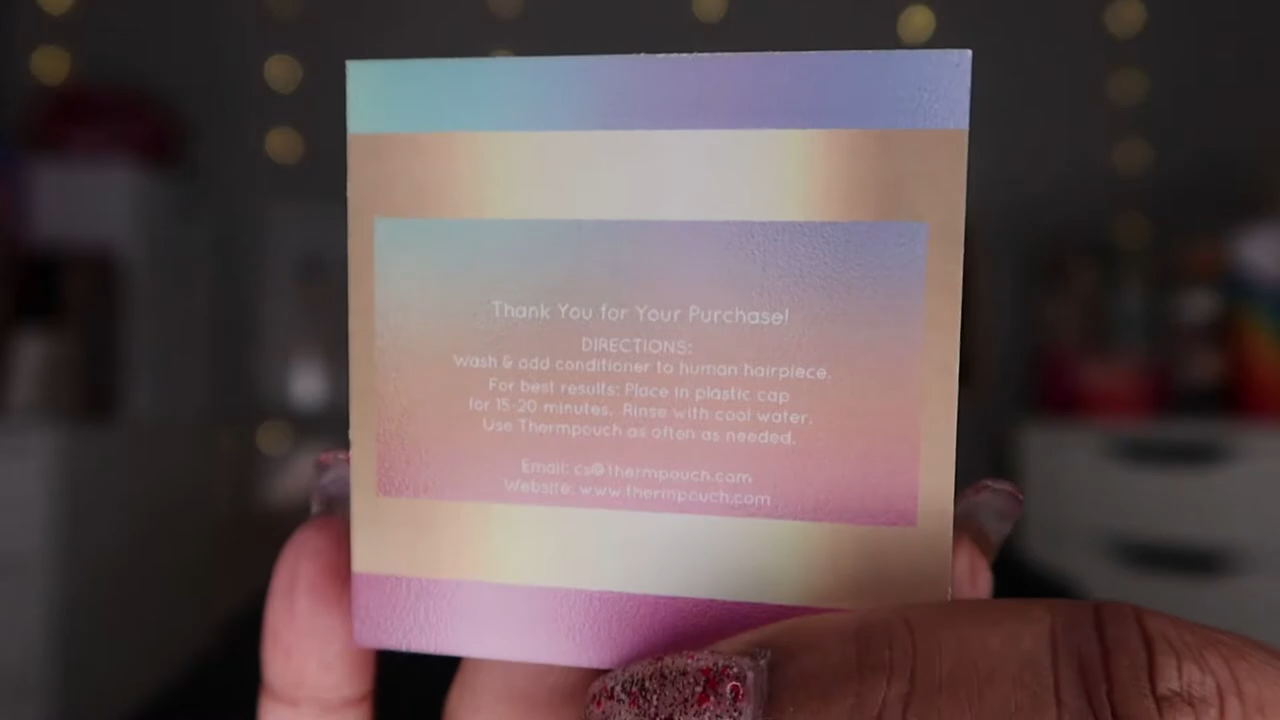 Thank You for Your Purchase!
DIRECTIONS:
Wash & add conditioner to human hairpiece.
For best results: Place in plastic cap
for 15-20 minutes. Rinse with cool water.
Use Thermpouch as often as needed.
Email: cs@thermpouch.com
Website: www.thermpouch.com